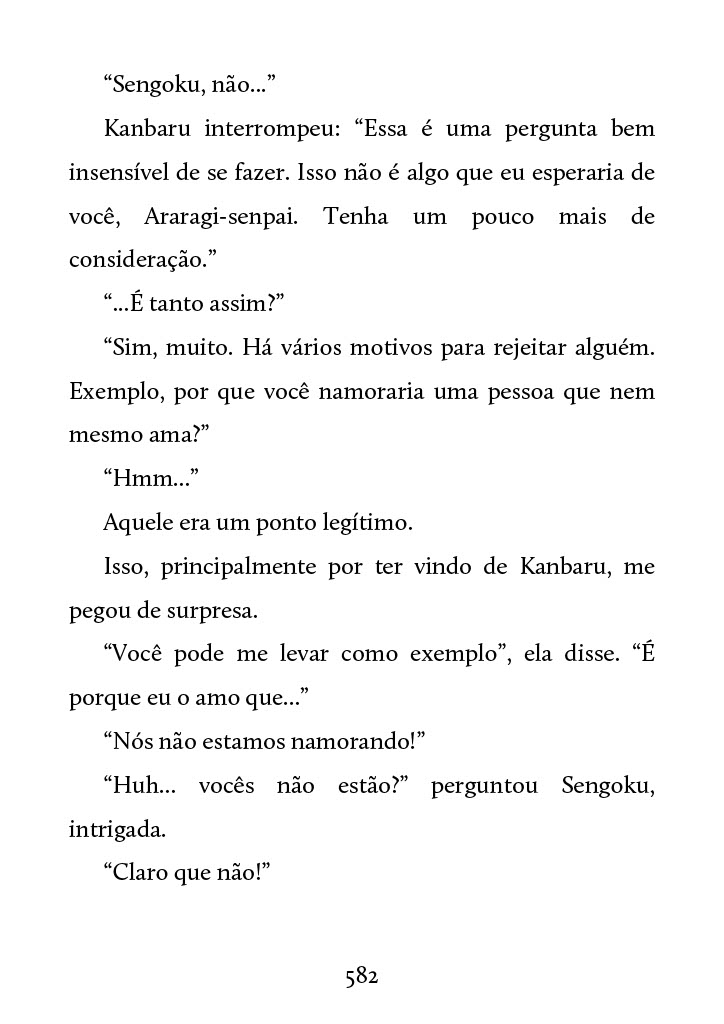 “Sengoku, não...”
Kanbaru interrompeu: “Essa é uma pergunta bem
insensível de se fazer. Isso não é algo que eu esperaria de
você, Araragi-senpai. Tenha um pouco mais de
consideração.”
“...É tanto assim?”
“Sim, muito. Há vários motivos para rejeitar alguém.
Exemplo, por que você namoraria uma pessoa que nem
mesmo ama?”
“Hmm...”
Aquele era um ponto legítimo.
Isso, principalmente por ter vindo de Kanbaru, me
pegou de surpresa.
“Você pode me levar como exemplo”, ela disse. “É
porque eu o amo que...”
“Nós não estamos namorando!”
“Huh... vocês não estão?” perguntou Sengoku,
intrigada.
“Claro que não!”
582